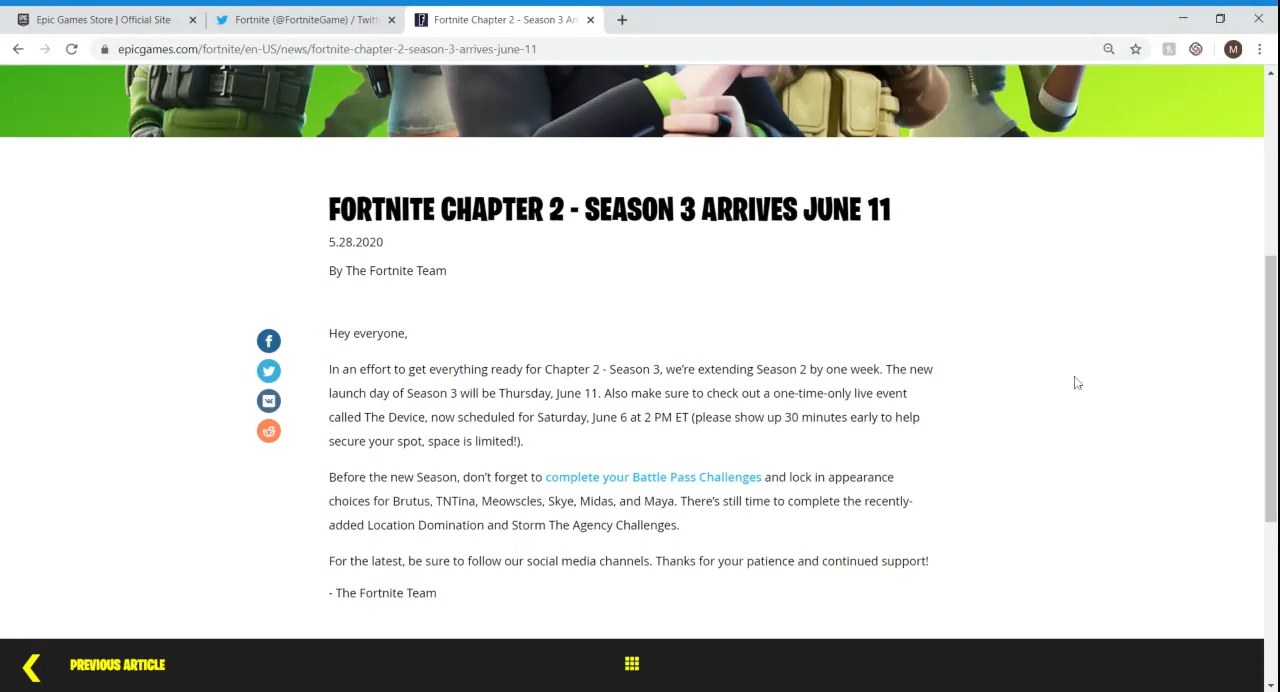 Epic Games Store | Official Site
Fortnite (@FortniteGame) / Twitt
Fortnite Chapter 2 - Season 3 Arr
epicgames.com/fortnite/en-US/news/fortnite-chapter-2-season-3-arrives-june-11
M
FORTNITE CHAPTER 2 - SEASON 3 ARRIVES JUNE 11
5.28.2020
By The Fortnite Team
Hey everyone,
In an effort to get everything ready for Chapter 2 - Season 3, we’re extending Season 2 by one week. The new
launch day of Season 3 will be Thursday, June 11. Also make sure to check out a one-time-only live event
called The Device, now scheduled for Saturday, June 6 at 2 PM ET (please show up 30 minutes early to help
secure your spot, space is limited!).
Before the new Season, don’t forget to complete your Battle Pass Challenges and lock in appearance
choices for Brutus, TNTina, Meowscles, Skye, Midas, and Maya. There’s still time to complete the recently-
added Location Domination and Storm The Agency Challenges.
For the latest, be sure to follow our social media channels. Thanks for your patience and continued support!
- The Fortnite Team
PREVIOUS ARTICLE